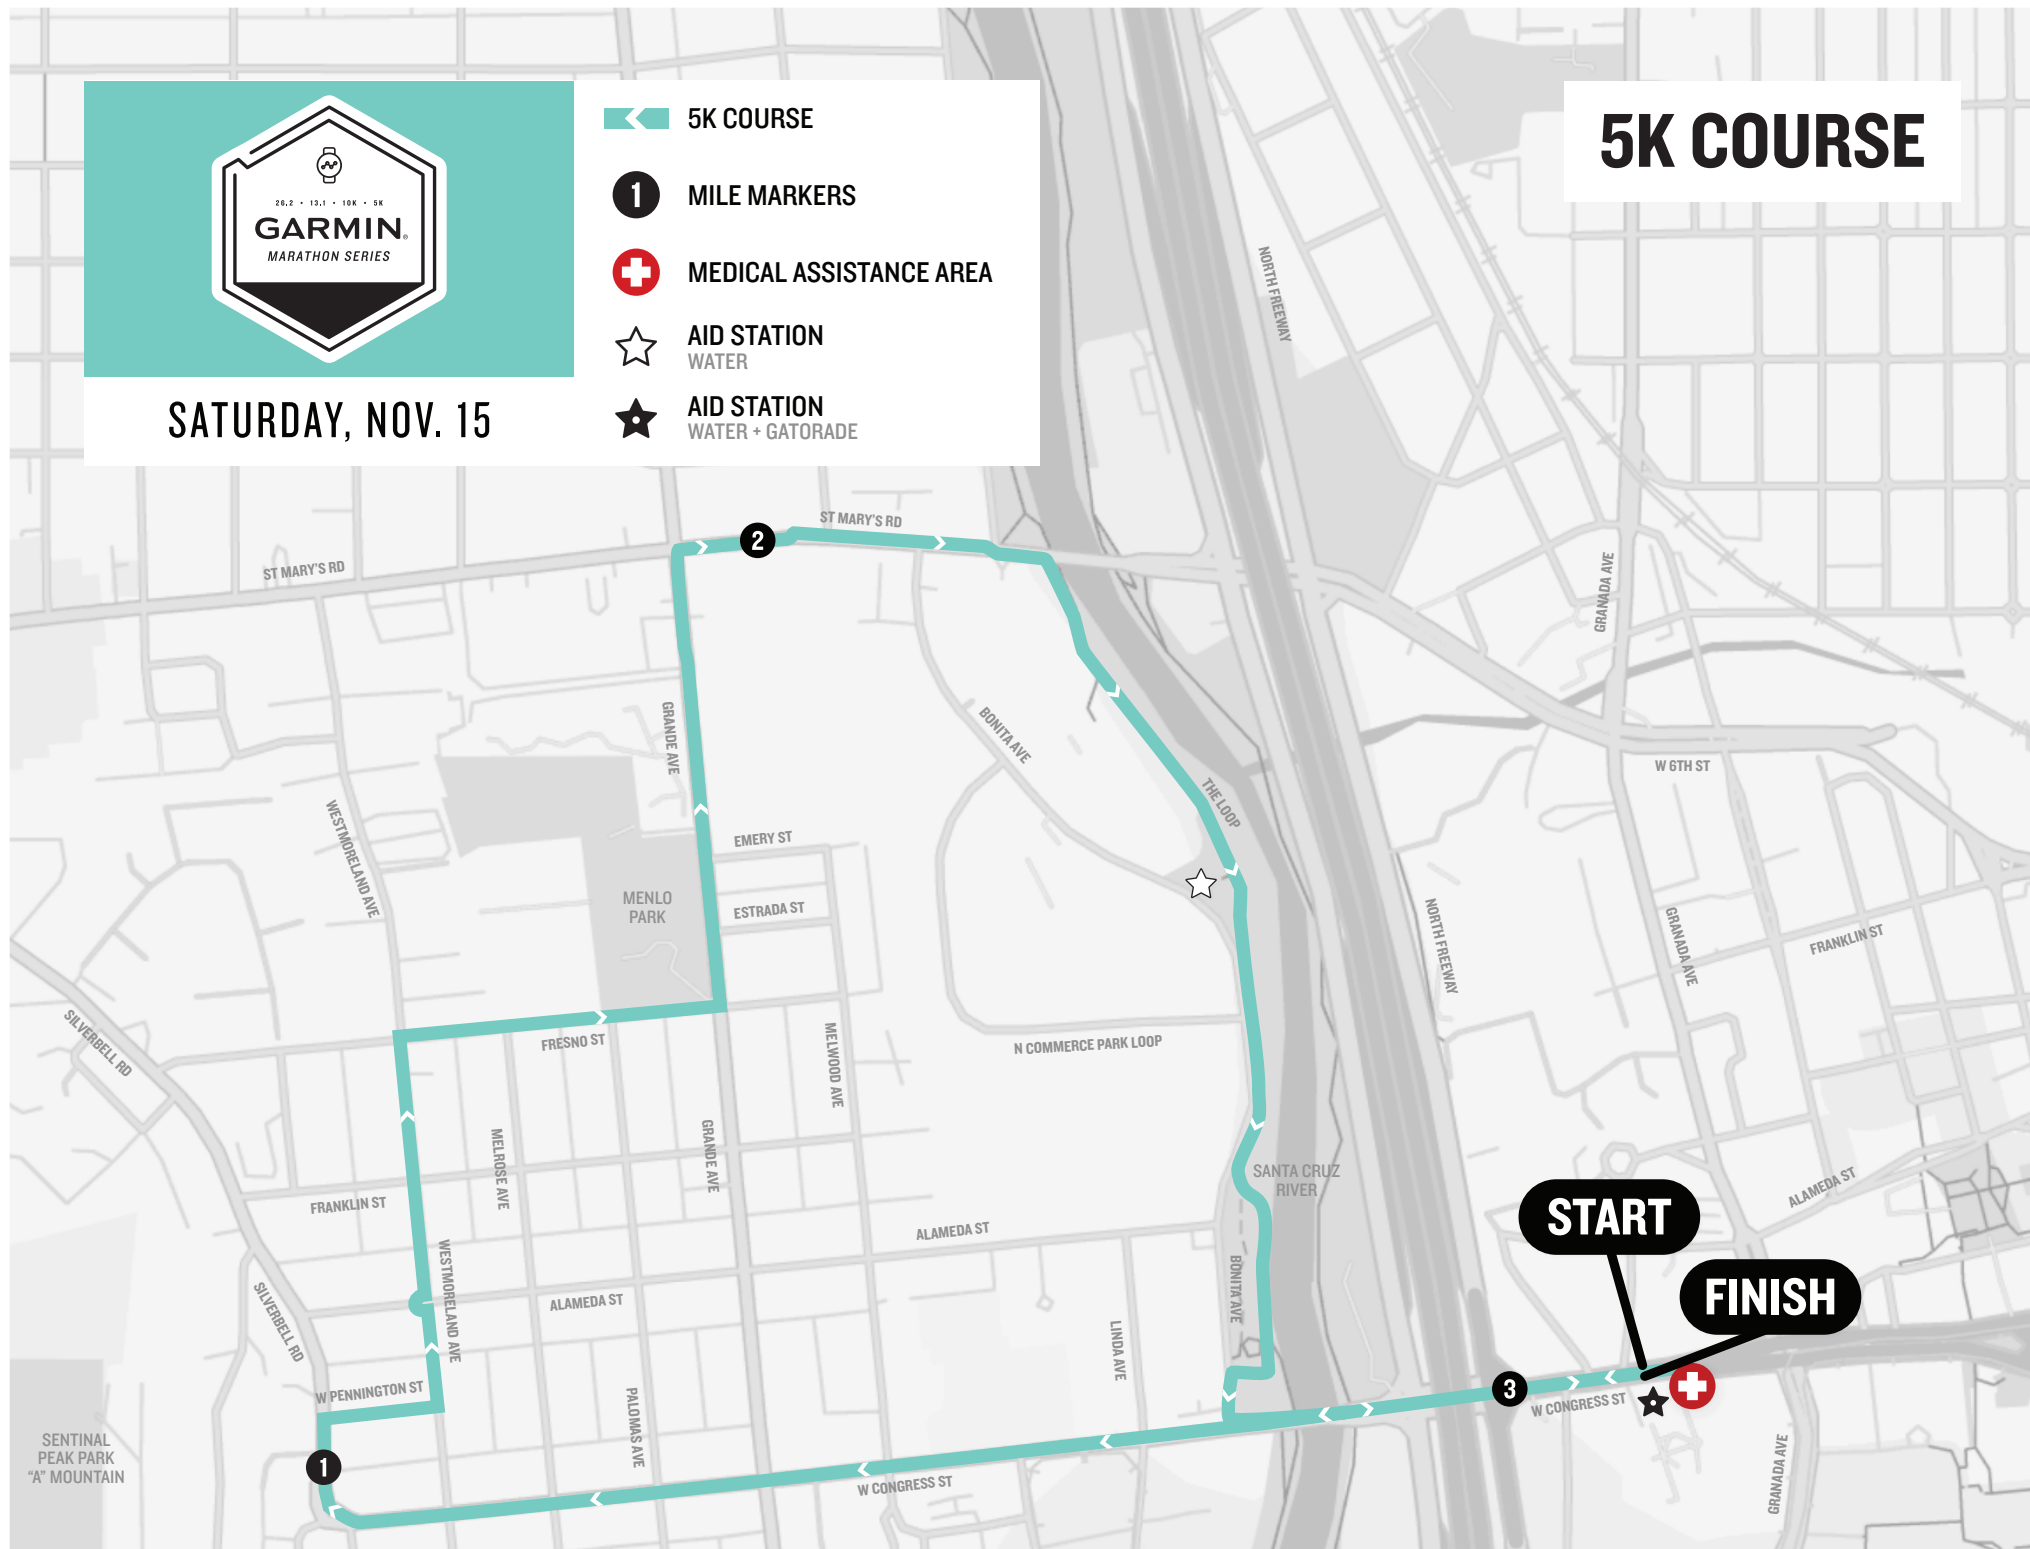 26.2 • 13.1 • 10K • 5K
GARMIN®
MARATHON SERIES
SATURDAY, NOV. 15
5K COURSE
1
MILE MARKERS
MEDICAL ASSISTANCE AREA
AID STATION
WATER
AID STATION
WATER + GATORADE
5K COURSE
NORTH FREEWAY
ST MARY'S RD
2
ST MARY'S RD
GRANADA AVE
GRANDE AVE
BONITA AVE
W 6TH ST
THE LOOP
WESTMORELAND AVE
EMERY ST
MENLO
PARK
ESTRADA ST
NORTH FREEWAY
GRANADA AVE
FRANKLIN ST
SILVERBELL RD
FRESNO ST
MELWOOD AVE
N COMMERCE PARK LOOP
MELROSE AVE
GRANDE AVE
SANTA CRUZ
RIVER
FRANKLIN ST
ALAMEDA ST
START
ALAMEDA ST
WESTMORELAND AVE
BONITA AVE
SILVERBELL RD
ALAMEDA ST
FINISH
LINDA AVE
W PENNINGTON ST
PALOMAS AVE
3
W CONGRESS ST
SENTINAL
PEAK PARK
"A" MOUNTAIN
1
W CONGRESS ST
GRANADA AVE